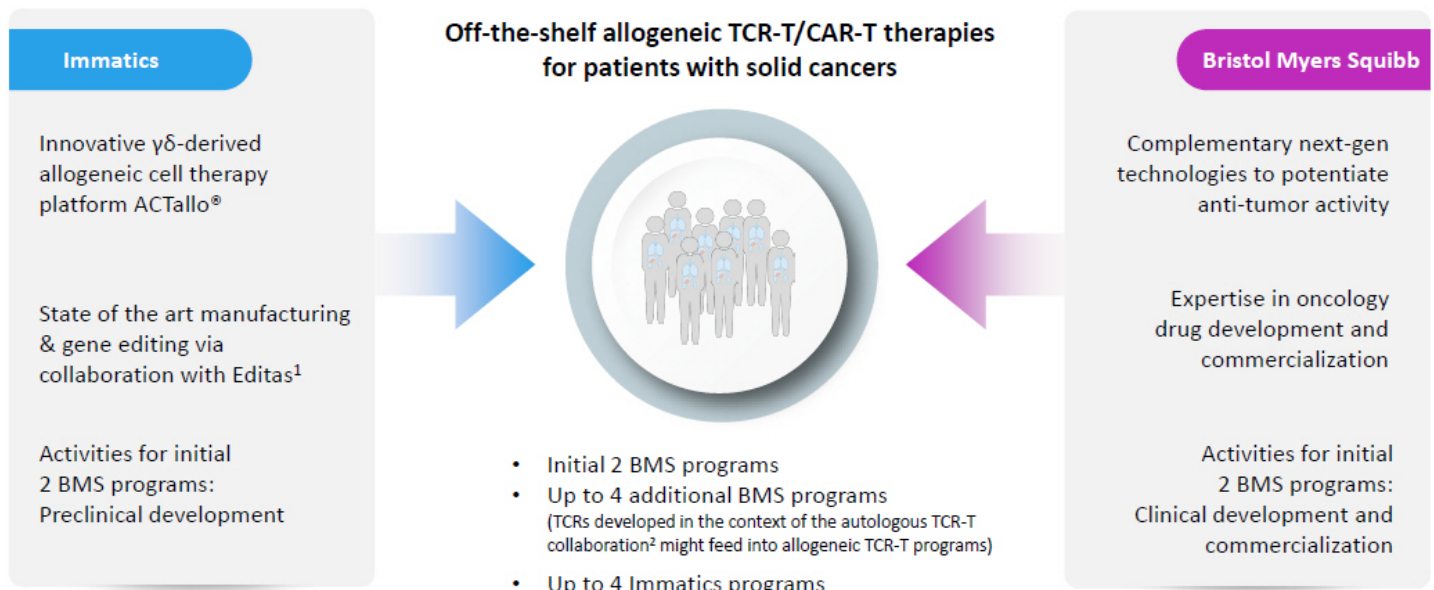 Immatics
Innovative γδ-derived
allogeneic cell therapy
platform ACTallo®
State of the art manufacturing
& gene editing via
collaboration with Editas¹
Activities for initial
2 BMS programs:
Preclinical development
Off-the-shelf allogeneic TCR-T/CAR-T therapies
for patients with solid cancers
• Initial 2 BMS programs
• Up to 4 additional BMS programs
(TCRs developed in the context of the autologous TCR-T
collaboration² might feed into allogeneic TCR-T programs)
• Up to 4 Immatics programs
Bristol Myers Squibb
Complementary next-gen
technologies to potentiate
anti-tumor activity
Expertise in oncology
drug development and
commercialization
Activities for initial
2 BMS programs:
Clinical development and
commercialization